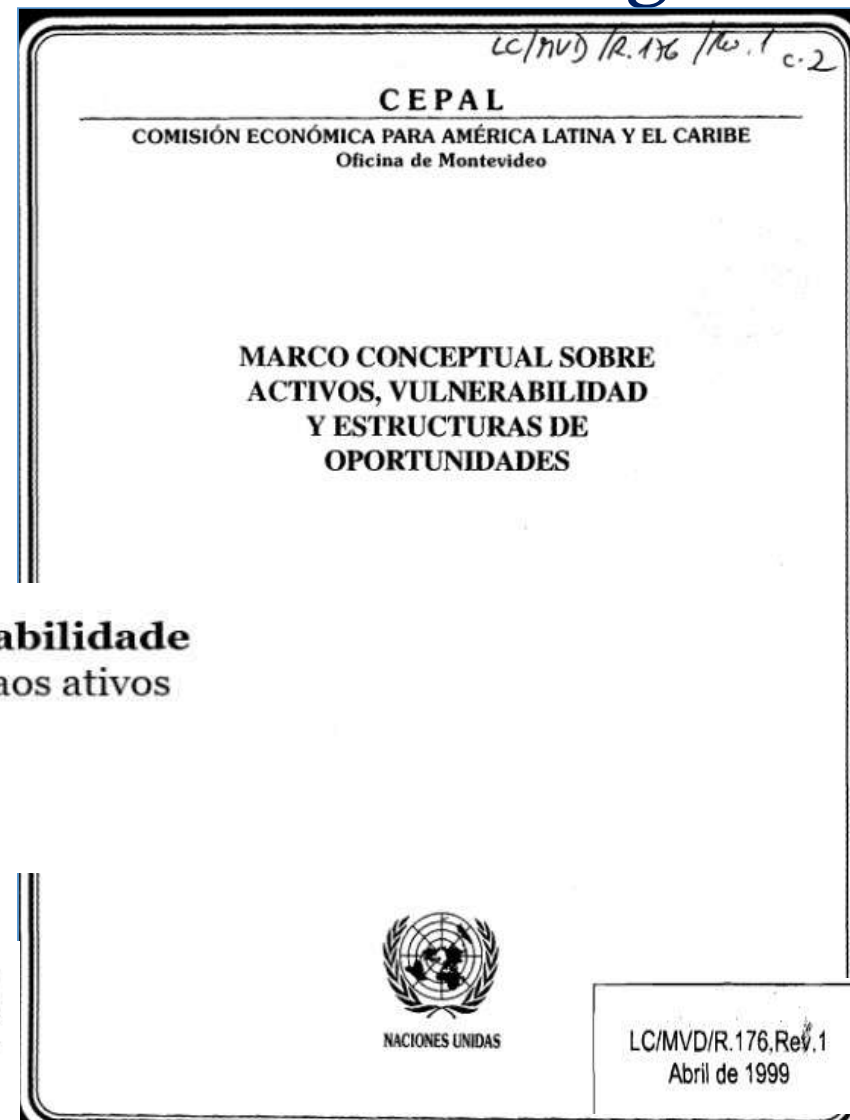 LC/MVD/R.176/Rev.1 c.2
CEPAL
COMISIÓN ECONÓMICA PARA AMÉRICA LATINA Y EL CARIBE
Oficina de Montevideo
MARCO CONCEPTUAL SOBRE
ACTIVOS, VULNERABILIDAD
Y ESTRUCTURAS DE
OPORTUNIDADES
abilidade
aos ativos
NACIONES UNIDAS
LC/MVD/R.176,Rev.1
Abril de 1999